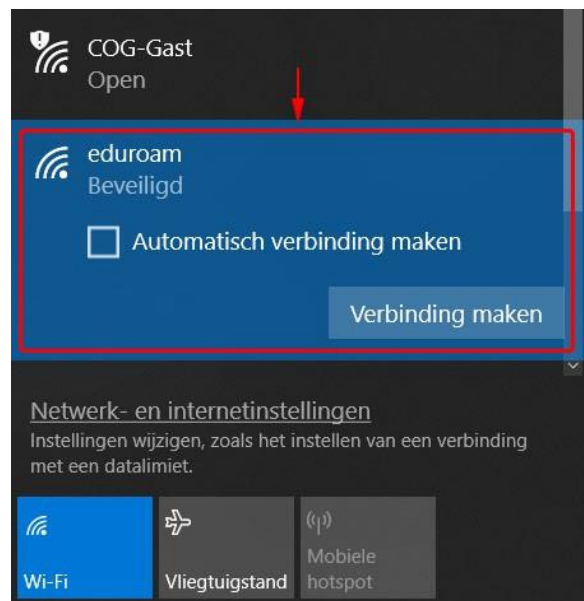 COG-Gast
Open
eduroam
Beveiligd
Automatisch verbinding maken
Verbinding maken
Netwerk- en internetinstellingen
Instellingen wijzigen, zoals het instellen van een verbinding
met een datalimiet.
Wi-Fi
Vliegtuigstand
Mobiele
hotspot